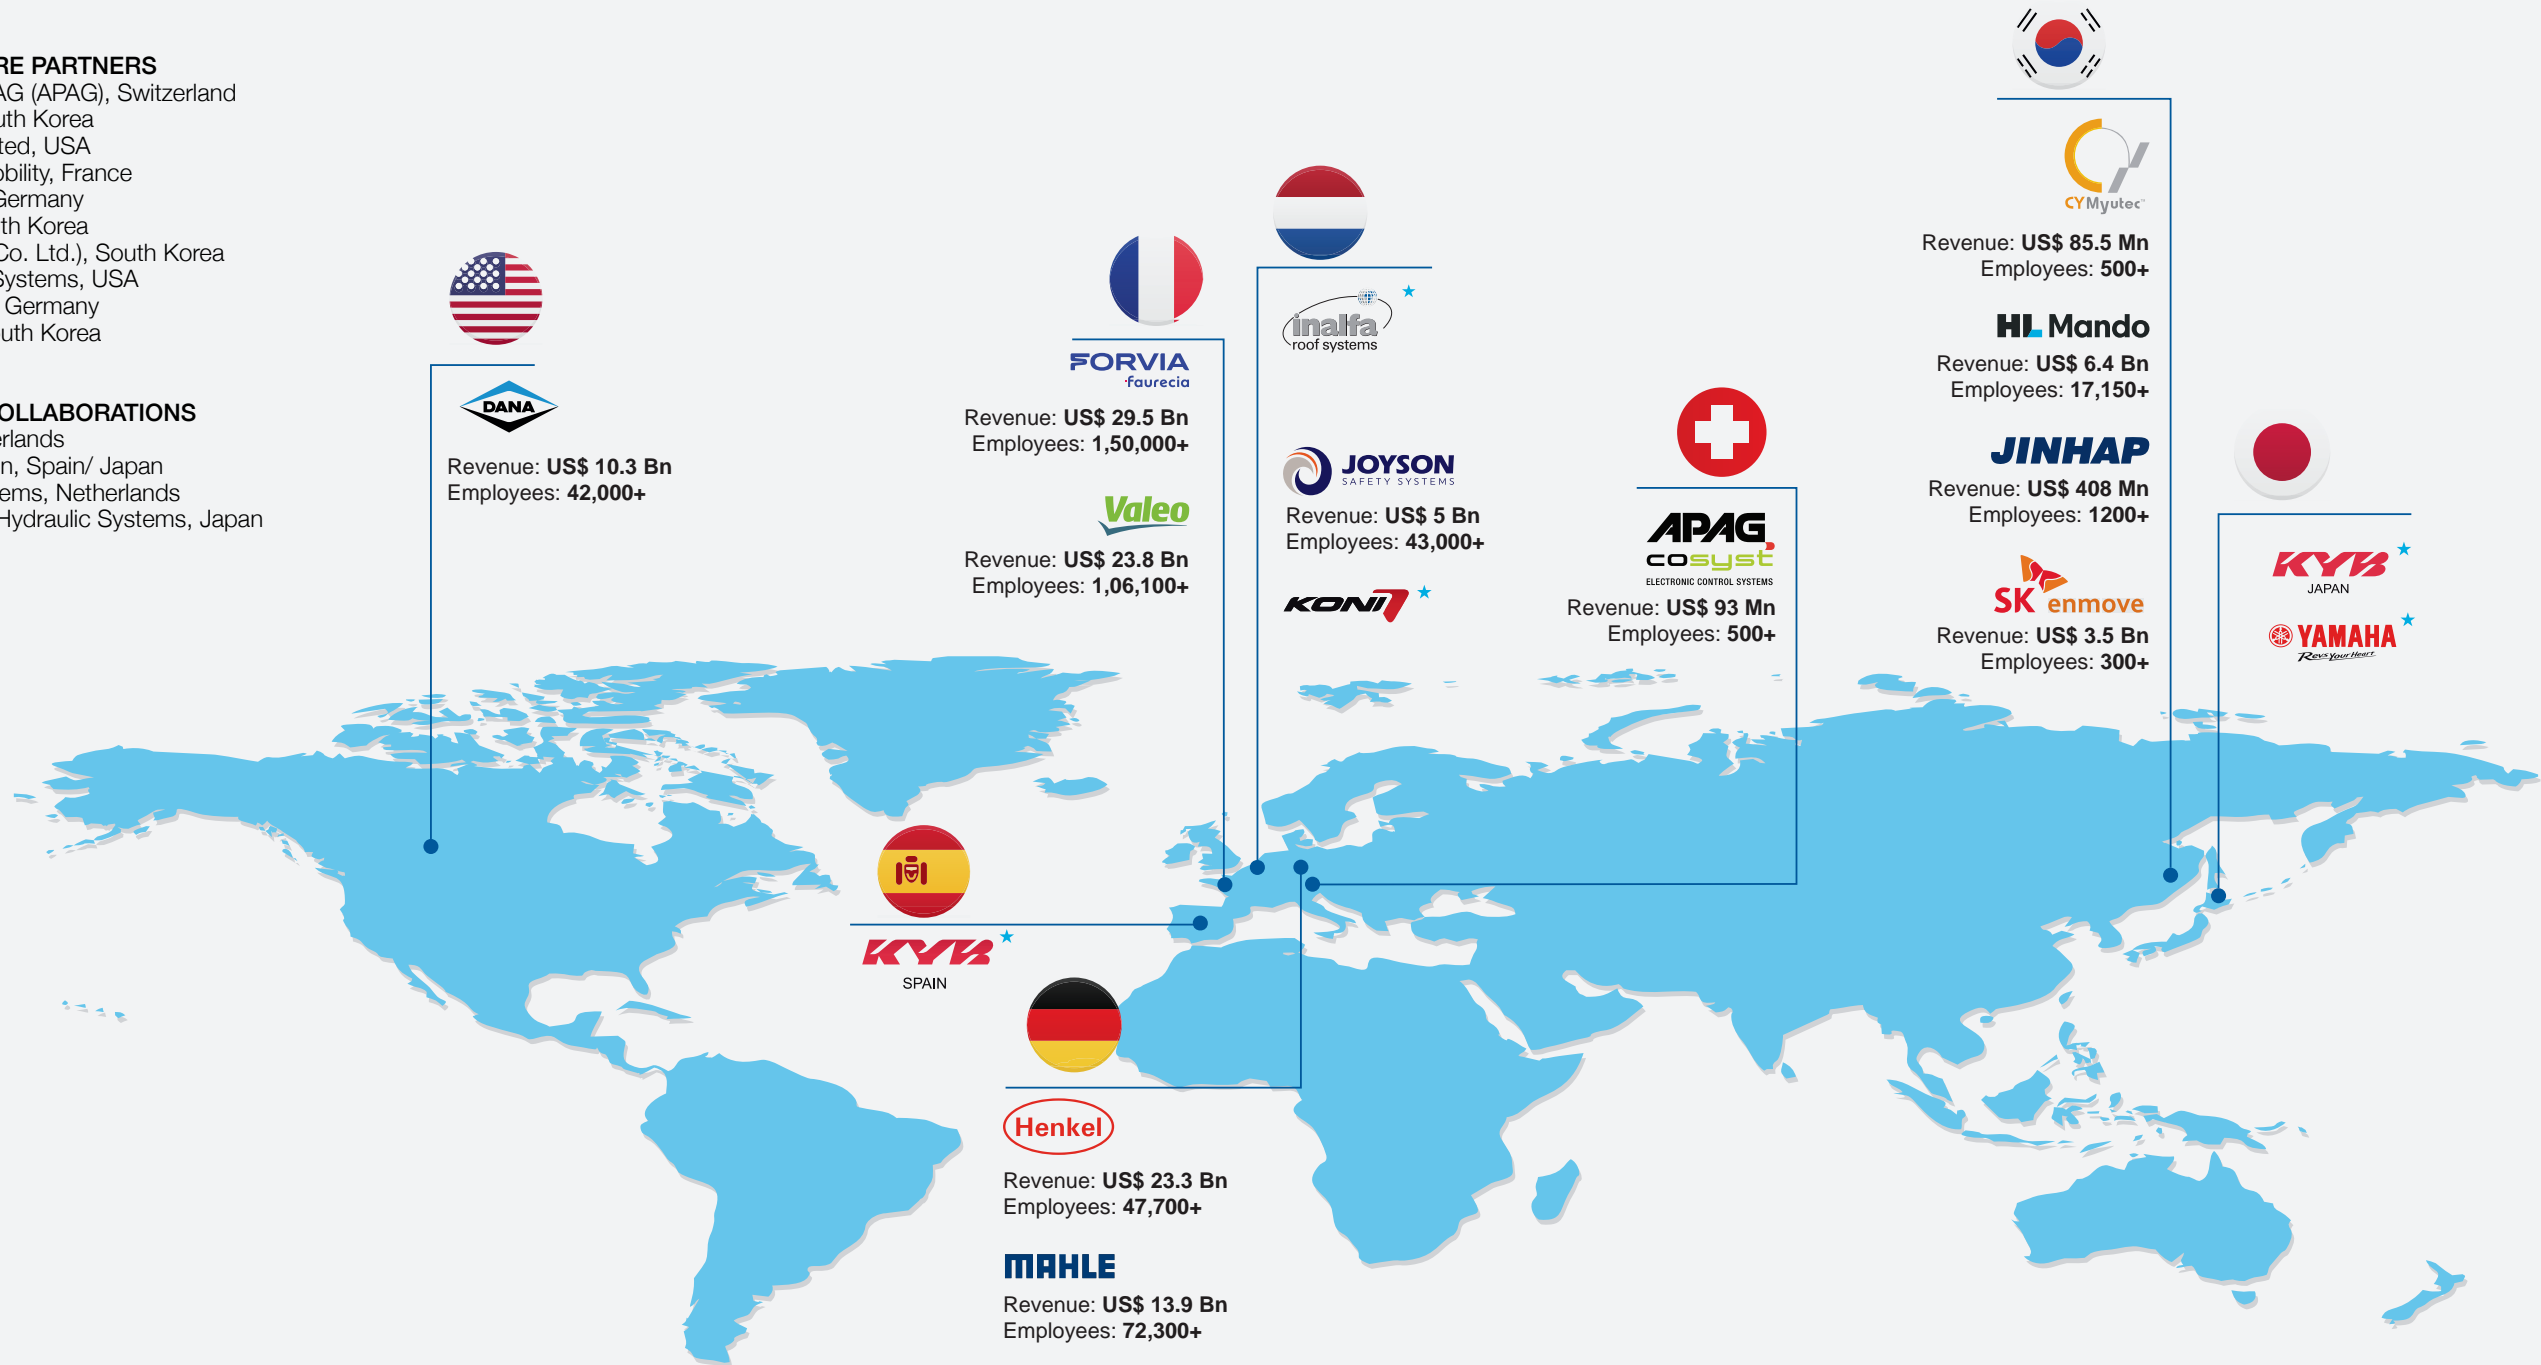 RE PARTNERS
AG (APAG), Switzerland
uth Korea
ted, USA
obility, France
Germany
th Korea
Co. Ltd.), South Korea
Systems, USA
Germany
outh Korea
OLLABORATIONS
erlands
n, Spain/ Japan
ems, Netherlands
Hydraulic Systems, Japan
DANA
Revenue: US$ 10.3 Bn
Employees: 42,000+
FORVIA
faurecia
Revenue: US$ 29.5 Bn
Employees: 1,50,000+
Valeo
Revenue: US$ 23.8 Bn
Employees: 1,06,100+
inalfa
roof systems
JOYSON
SAFETY SYSTEMS
Revenue: US$ 5 Bn
Employees: 43,000+
KONI
APAG
cosyst
ELECTRONIC CONTROL SYSTEMS
Revenue: US$ 93 Mn
Employees: 500+
CYMyutec™
Revenue: US$ 85.5 Mn
Employees: 500+
HL Mando
Revenue: US$ 6.4 Bn
Employees: 17,150+
JINHAP
Revenue: US$ 408 Mn
Employees: 1200+
SK enmove
Revenue: US$ 3.5 Bn
Employees: 300+
KYB
JAPAN
YAMAHA
Revs Your Heart
KYB
SPAIN
Henkel
Revenue: US$ 23.3 Bn
Employees: 47,700+
MAHLE
Revenue: US$ 13.9 Bn
Employees: 72,300+